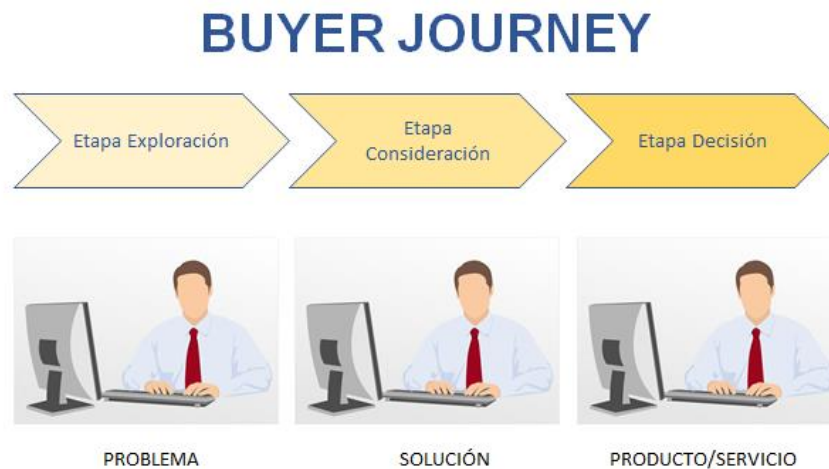 BUYER JOURNEY
Etapa Exploración
Etapa
Consideración
Etapa Decisión
PROBLEMA
SOLUCIÓN
PRODUCTO/SERVICIO